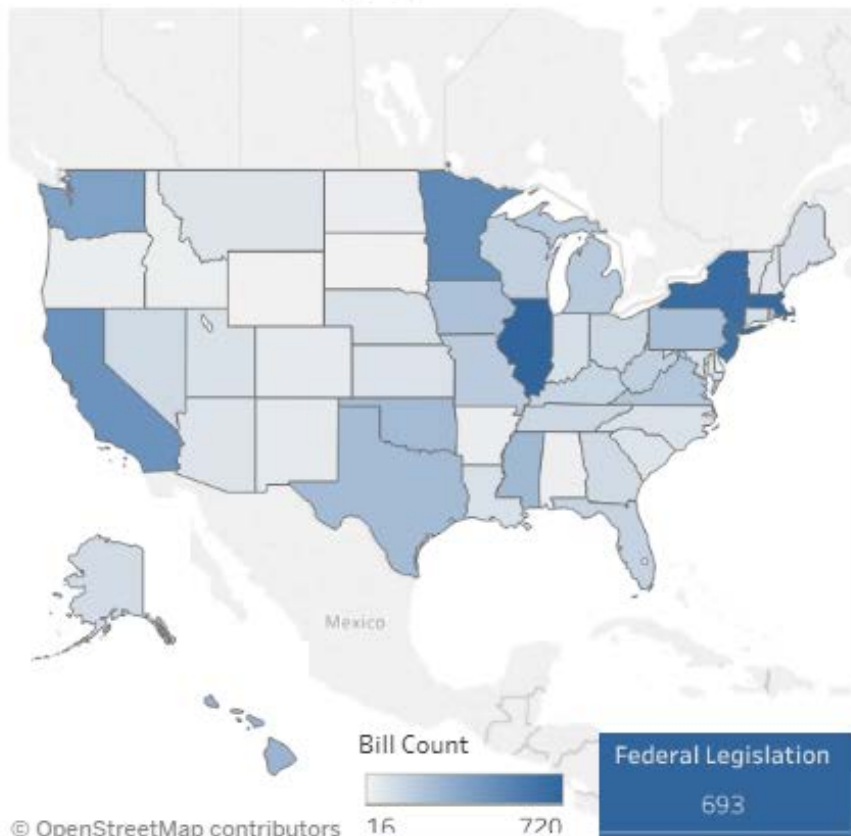 Mexico
Bill Count
16 720
Federal Legislation
693
© OpenStreetMap contributors